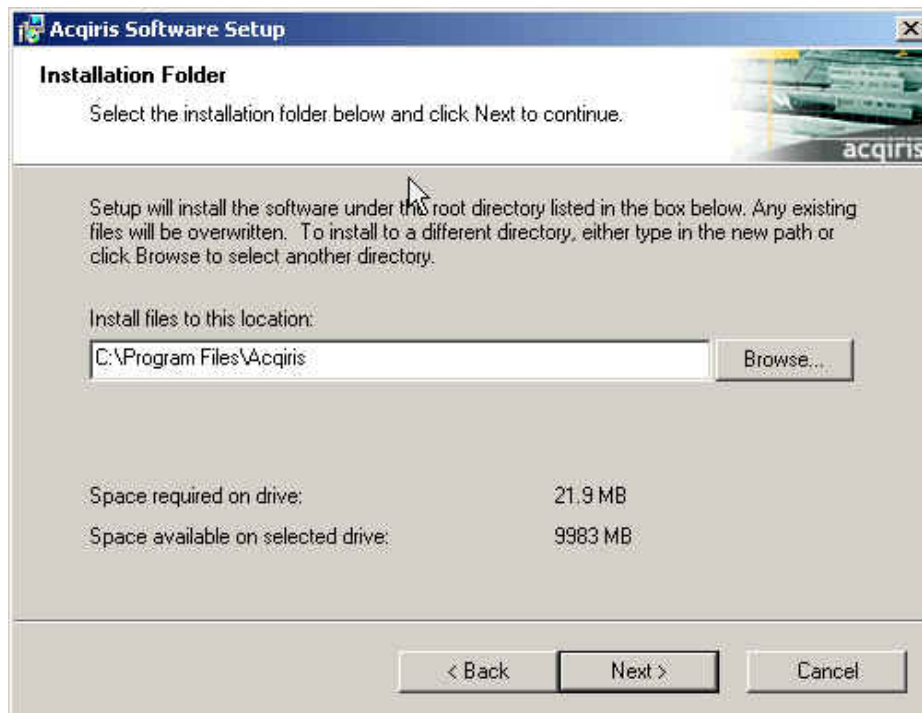 Acqiris Software Setup
Installation Folder
Select the installation folder below and click Next to continue.
acqiris
Setup will install the software under the root directory listed in the box below. Any existing
files will be overwritten. To install to a different directory, either type in the new path or
click Browse to select another directory.
Install files to this location:
C:\Program Files\Acqiris
Browse...
Space required on drive: 21.9 MB
Space available on selected drive: 9983 MB
< Back Next > Cancel